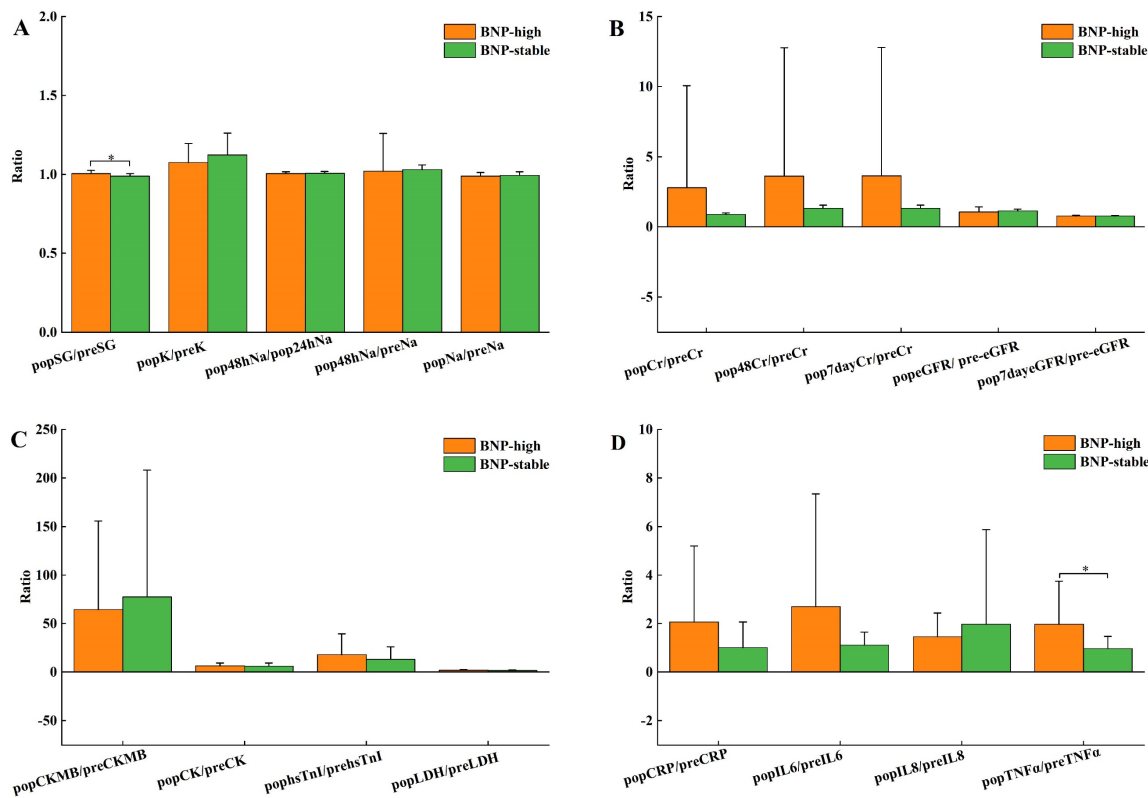 A
BNP-high
BNP-stable
2.0
1.5
1.0
0.5
0.0
Ratio
*
popSG/preSG
popK/preK
pop48hNa/pop24hNa
pop48hNa/preNa
popNa/preNa
B
BNP-high
BNP-stable
15
10
5
0
-5
Ratio
popCr/preCr
pop48Cr/preCr
pop7dayCr/preCr
popeGFR/ pre-eGFR
pop7dayeGFR/pre-eGFR
C
BNP-high
BNP-stable
250
200
150
100
50
0
-50
Ratio
popCKMB/preCKMB
popCK/preCK
pophsTnI/prehsTnI
popLDH/preLDH
D
BNP-high
BNP-stable
10
8
6
4
2
0
-2
Ratio
*
popCRP/preCRP
popIL6/preIL6
popIL8/preIL8
popTNFα/preTNFα